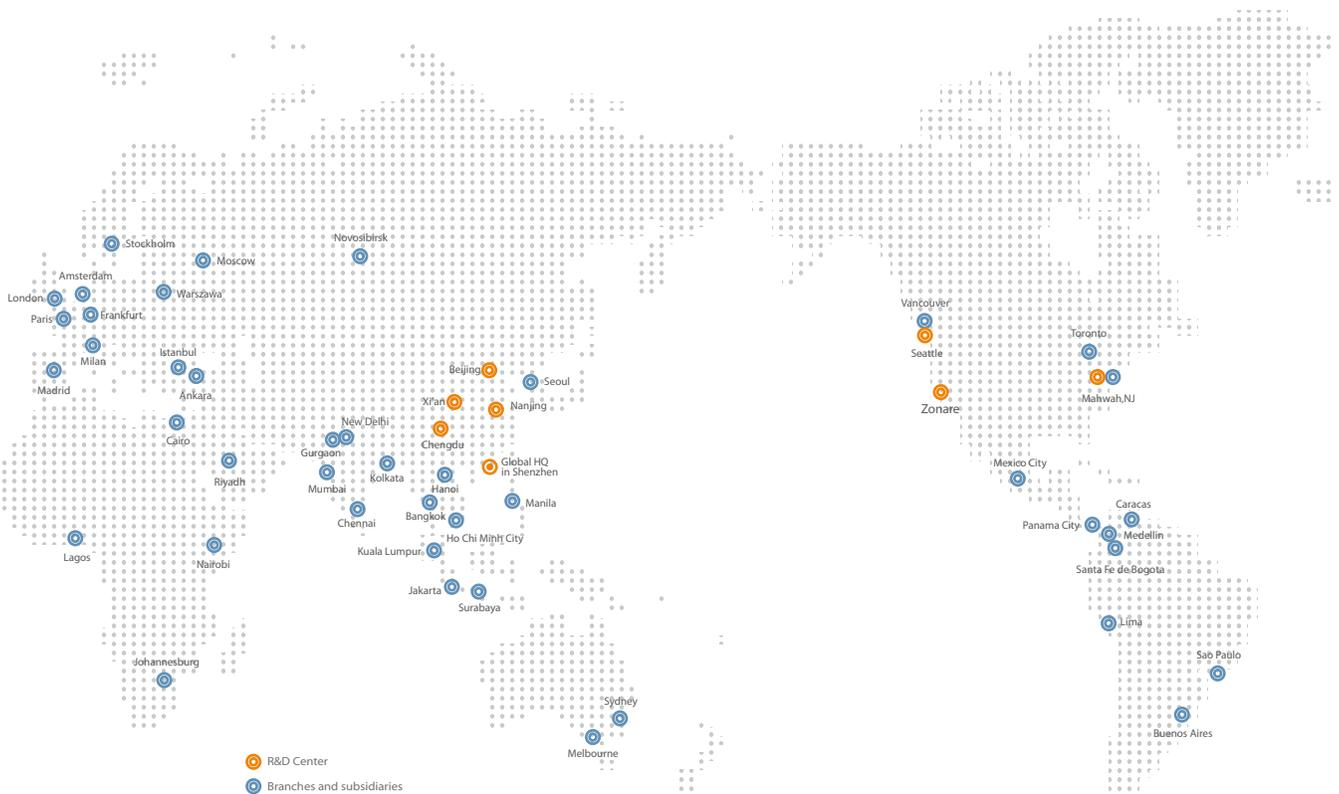 Stockholm
Moscow
Novosibirsk
Amsterdam
London
Warszawa
Paris
Frankfurt
Milan
Madrid
Istanbul
Ankara
Cairo
Riyadh
Lagos
Nairobi
Johannesburg
New Delhi
Gurgaon
Mumbai
Kolkata
Chennai
Beijing
Seoul
Xi'an
Nanjing
Chengdu
Global HQ
in Shenzhen
Hanoi
Bangkok
Manila
Ho Chi Minh City
Kuala Lumpur
Jakarta
Surabaya
Sydney
Melbourne
Vancouver
Seattle
Zonare
Toronto
Mahwah,NJ
Mexico City
Caracas
Panama City
Medellin
Santa Fe de Bogota
Lima
Sao Paulo
Buenos Aires
R&D Center
Branches and subsidiaries